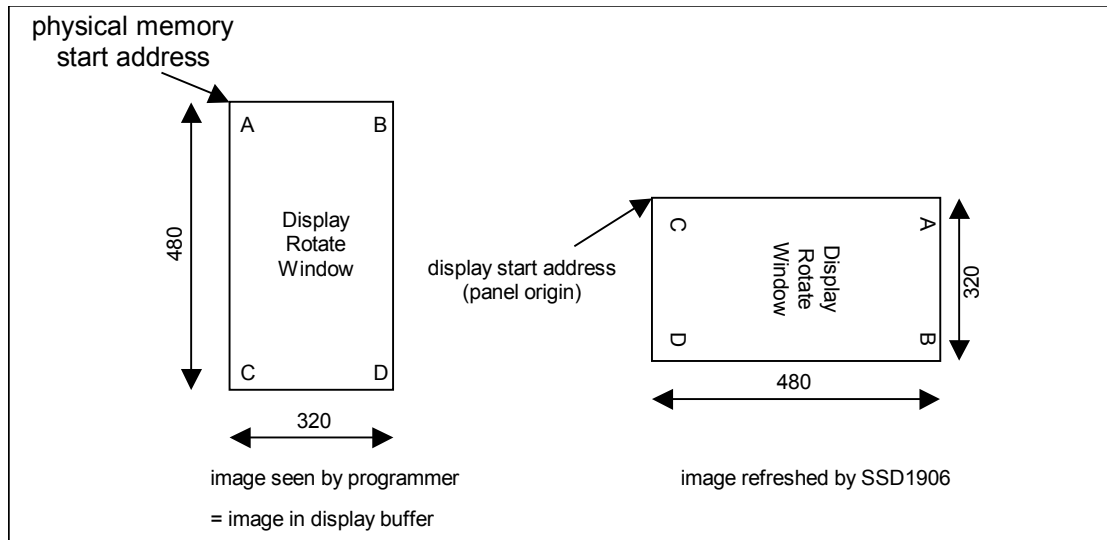 physical memory
start address
A
B
Display
Rotate
Window
480
C
D
320
image seen by programmer
= image in display buffer
display start address
(panel origin)
C
A
Display
Rotate
Window
D
B
320
480
image refreshed by SSD1906